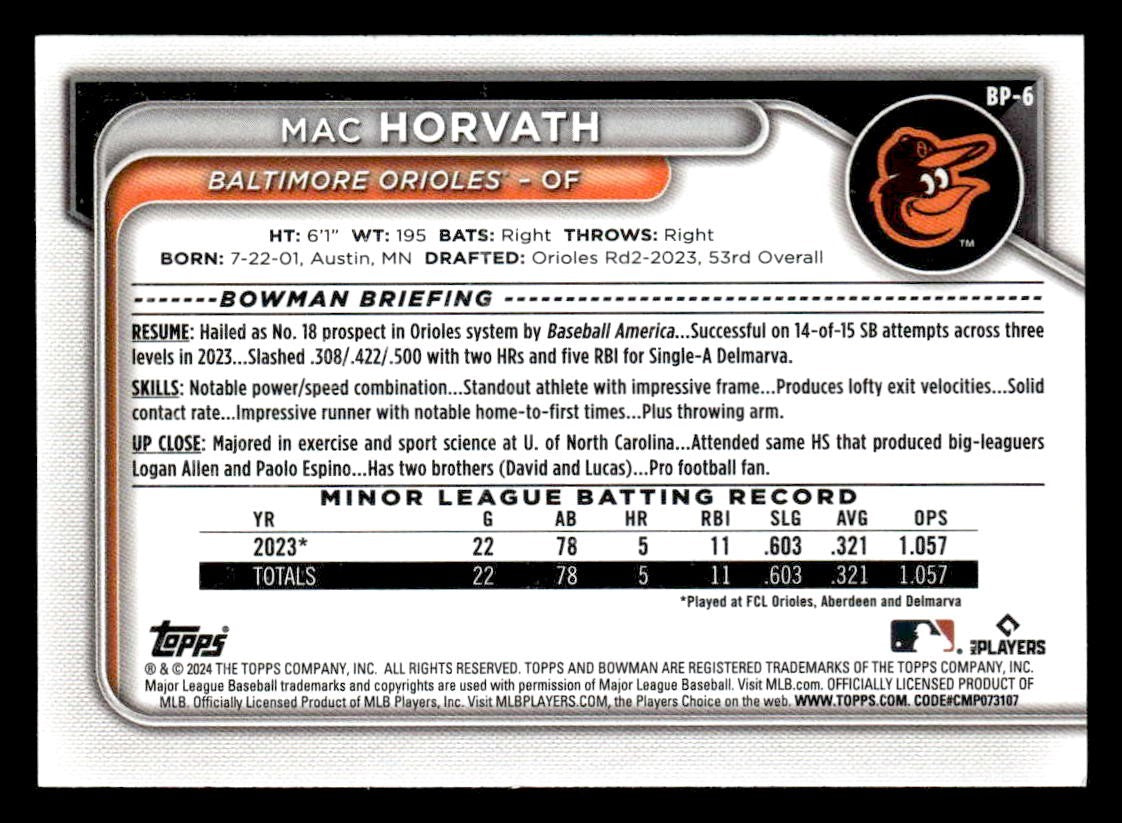 BP-6
MAC HORVATH
BALTIMORE ORIOLES™ - OF
HT: 6'1" WT: 195 BATS: Right THROWS: Right
BORN: 7-22-01, Austin, MN DRAFTED: Orioles Rd2-2023, 53rd Overall
TM
BOWMAN BRIEFING
RESUME: Hailed as No. 18 prospect in Orioles system by Baseball America...Successful on 14-of-15 SB attempts across three
levels in 2023...Slashed .308/.422/.500 with two HRs and five RBI for Single-A Delmarva.
SKILLS: Notable power/speed combination...Standout athlete with impressive frame...Produces lofty exit velocities...Solid
contact rate...Impressive runner with notable home-to-first times...Plus throwing arm.
UP CLOSE: Majored in exercise and sport science at U. of North Carolina...Attended same HS that produced big-leaguers
Logan Allen and Paolo Espino...Has two brothers (David and Lucas)...Pro football fan.
MINOR LEAGUE BATTING RECORD
YR G AB HR RBI SLG AVG OPS
2023* 22 78 5 11 .603 .321 1.057
TOTALS 22 78 5 11 .603 .321 1.057
*Played at FCL Orioles, Aberdeen and Delmarva
Topps®
MLB PLAYERS
® & © 2024 THE TOPPS COMPANY, INC. ALL RIGHTS RESERVED. TOPPS AND BOWMAN ARE REGISTERED TRADEMARKS OF THE TOPPS COMPANY, INC.
Major League Baseball trademarks and copyrights are used with permission of Major League Baseball. Visit MLB.com. OFFICIALLY LICENSED PRODUCT OF
MLB. Officially Licensed Product of MLB Players, Inc. Visit MLBPLAYERS.COM, the Players Choice on the web. WWW.TOPPS.COM. CODE#CMP073107